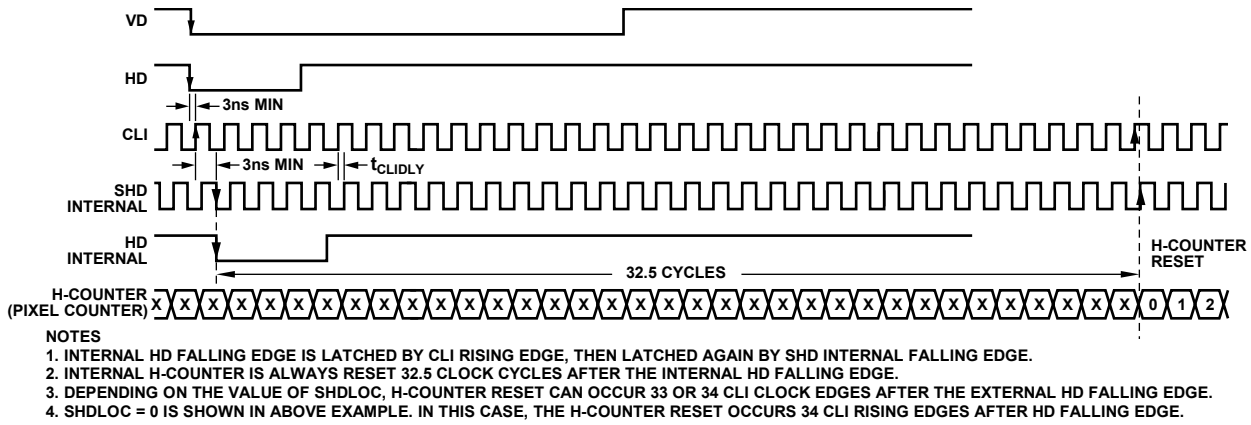 VD
HD
3ns MIN
CLI
3ns MIN
tCLIDLY
SHD
INTERNAL
HD
INTERNAL
H-COUNTER
RESET
32.5 CYCLES
H-COUNTER
(PIXEL COUNTER)
X X X X X X X X X X X X X X X X X X X X X X X X X X X X X X X X X X X 0 1 2
NOTES
1. INTERNAL HD FALLING EDGE IS LATCHED BY CLI RISING EDGE, THEN LATCHED AGAIN BY SHD INTERNAL FALLING EDGE.
2. INTERNAL H-COUNTER IS ALWAYS RESET 32.5 CLOCK CYCLES AFTER THE INTERNAL HD FALLING EDGE.
3. DEPENDING ON THE VALUE OF SHDLOC, H-COUNTER RESET CAN OCCUR 33 OR 34 CLI CLOCK EDGES AFTER THE EXTERNAL HD FALLING EDGE.
4. SHDLOC = 0 IS SHOWN IN ABOVE EXAMPLE. IN THIS CASE, THE H-COUNTER RESET OCCURS 34 CLI RISING EDGES AFTER HD FALLING EDGE.